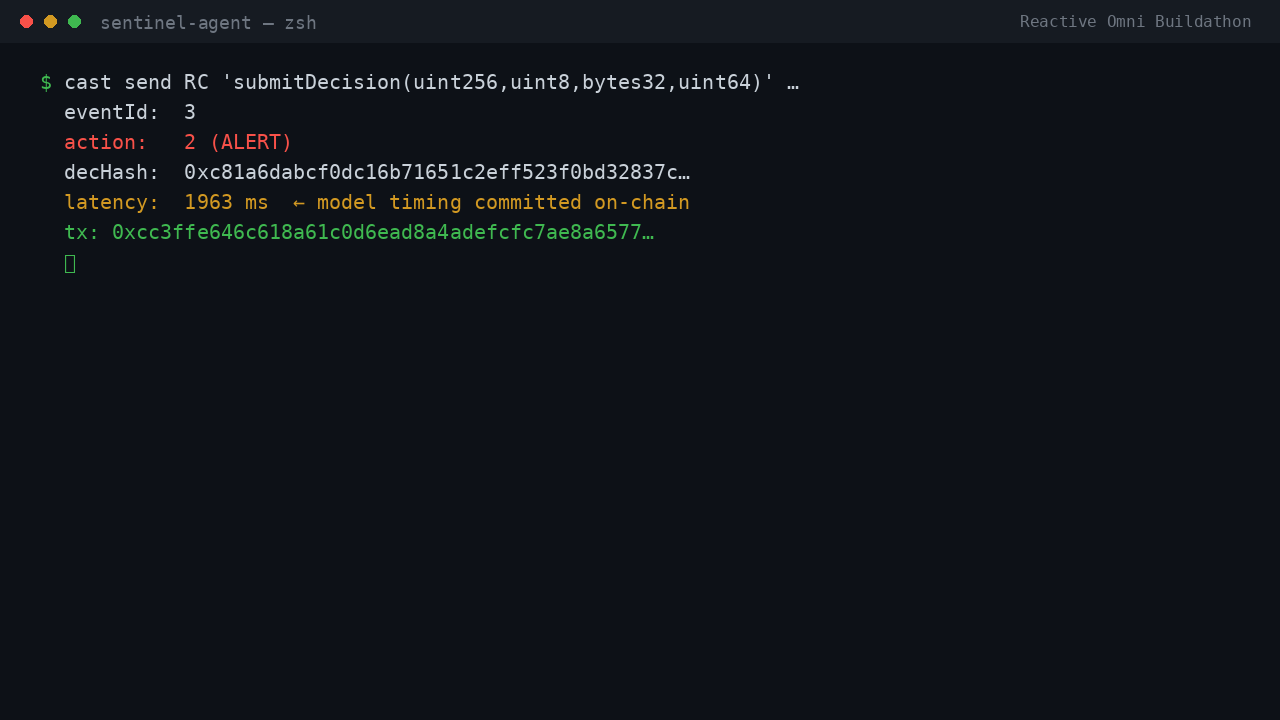 sentinel-agent — zsh
Reactive Omni Buildathon
$ cast send RC 'submitDecision(uint256,uint8,bytes32,uint64)' …
eventId: 3
action: 2 (ALERT)
decHash: 0xc81a6dabcf0dc16b71651c2eff523f0bd32837c…
latency: 1963 ms ← model timing committed on-chain
tx: 0xcc3ffe646c618a61c0d6ead8a4adefcfc7ae8a6577…